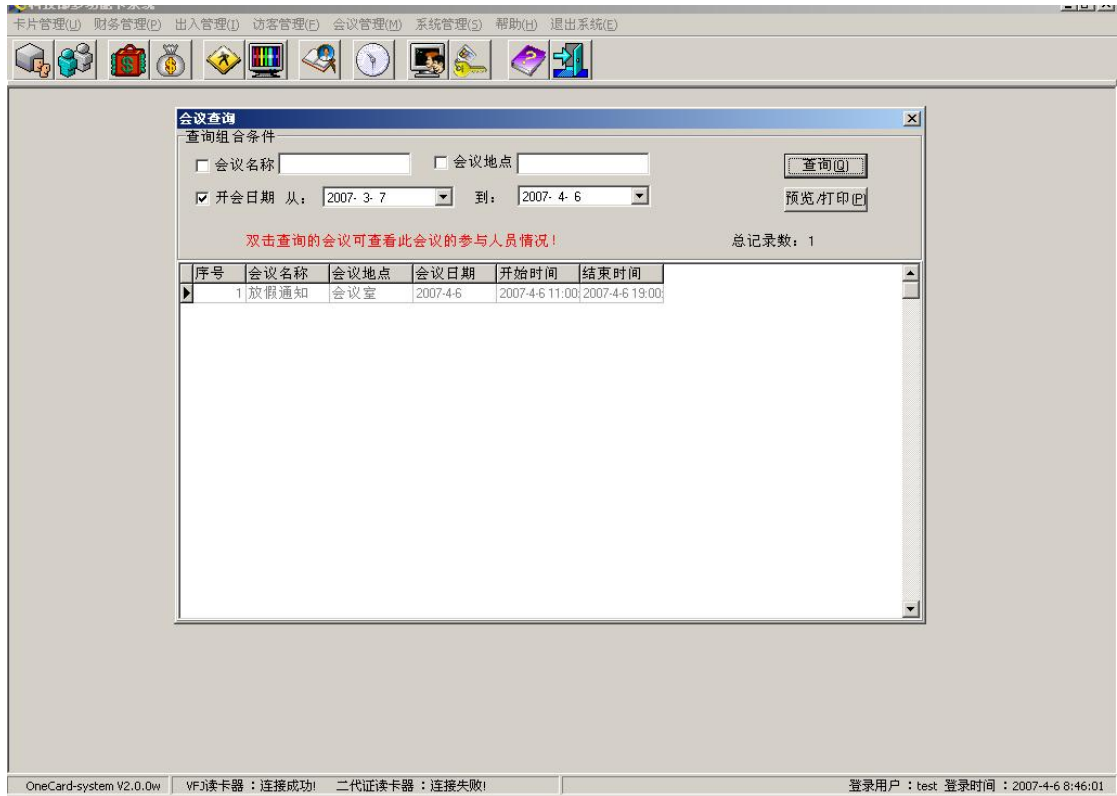 卡片管理(U) 财务管理(P) 出入管理(I) 访客管理(F) 会议管理(M) 系统管理(S) 帮助(H) 退出系统(E)
会议查询
查询组合条件
会议名称 会议地点 查询(Q)
开会日期 从： 2007- 3- 7 到： 2007- 4- 6 预览/打印(P)
双击查询的会议可查看此会议的参与人员情况! 总记录数：1
序号 会议名称 会议地点 会议日期 开始时间 结束时间
1 放假通知 会议室 2007-4-6 2007-4-6 11:00: 2007-4-6 19:00:
OneCard-system V2.0.0w VFJ读卡器：连接成功! 二代证读卡器：连接失败! 登录用户：test 登录时间：2007-4-6 8:46:01